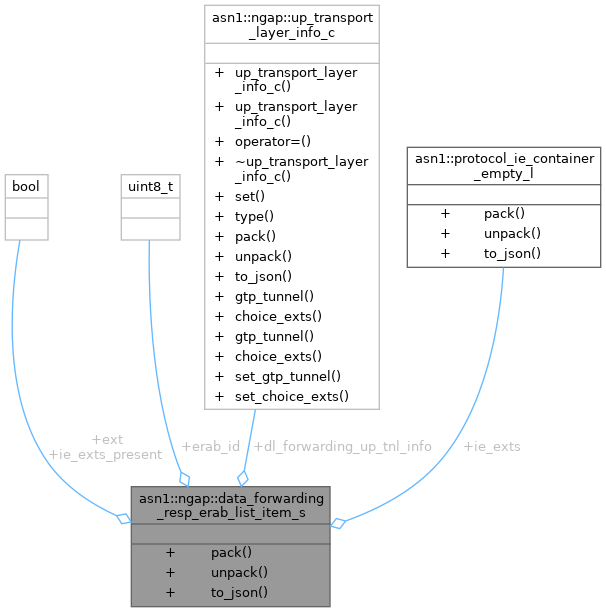 asn1::ngap::up_transport
_layer_info_c
+ up_transport_layer
_info_c()
+ up_transport_layer
_info_c()
+ operator=()
+ ~up_transport_layer
_info_c()
+ set()
+ type()
+ pack()
+ unpack()
+ to_json()
+ gtp_tunnel()
+ choice_exts()
+ gtp_tunnel()
+ choice_exts()
+ set_gtp_tunnel()
+ set_choice_exts()
bool
uint8_t
asn1::protocol_ie_container
_empty_l
+ pack()
+ unpack()
+ to_json()
+ext
+ie_exts_present
+erab_id
+dl_forwarding_up_tnl_info
+ie_exts
asn1::ngap::data_forwarding
_resp_erab_list_item_s
+ pack()
+ unpack()
+ to_json()